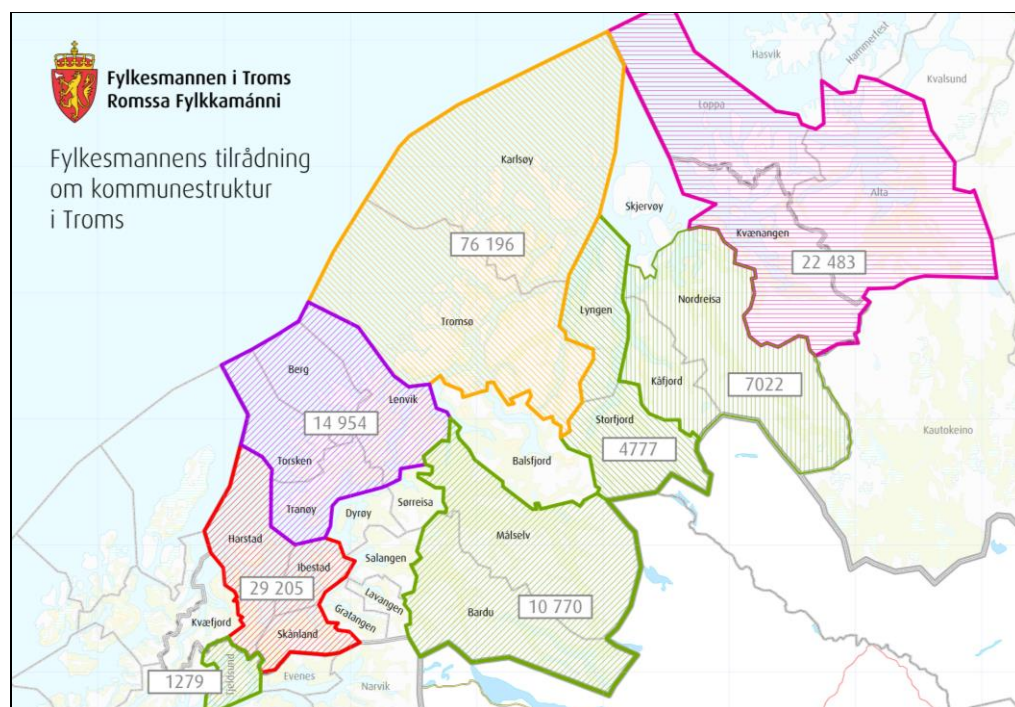 Fylkesmannen i Troms
Romssa Fylkkamánni
Fylkesmannens tilrådning
om kommunestruktur
i Troms
Hasvik
Hammerfest
Kvalsund
Loppa
Karlsøy
Alta
Skjervøy
Kvænangen
76 196
22 483
Nordreisa
Lyngen
Tromsø
Berg
Kåfjord
7022
Lenvik
14 954
Storfjord
4777
Kautokeino
Balsfjord
Torsken
Sørreisa
Tranøy
Dyrøy
Harstad
Målselv
Salangen
Ibestad
29 205
Lavangen
Bardu
10 770
Gratangen
Kvæfjord
Skånland
Tjeldsund
1279
Evenes
Narvik